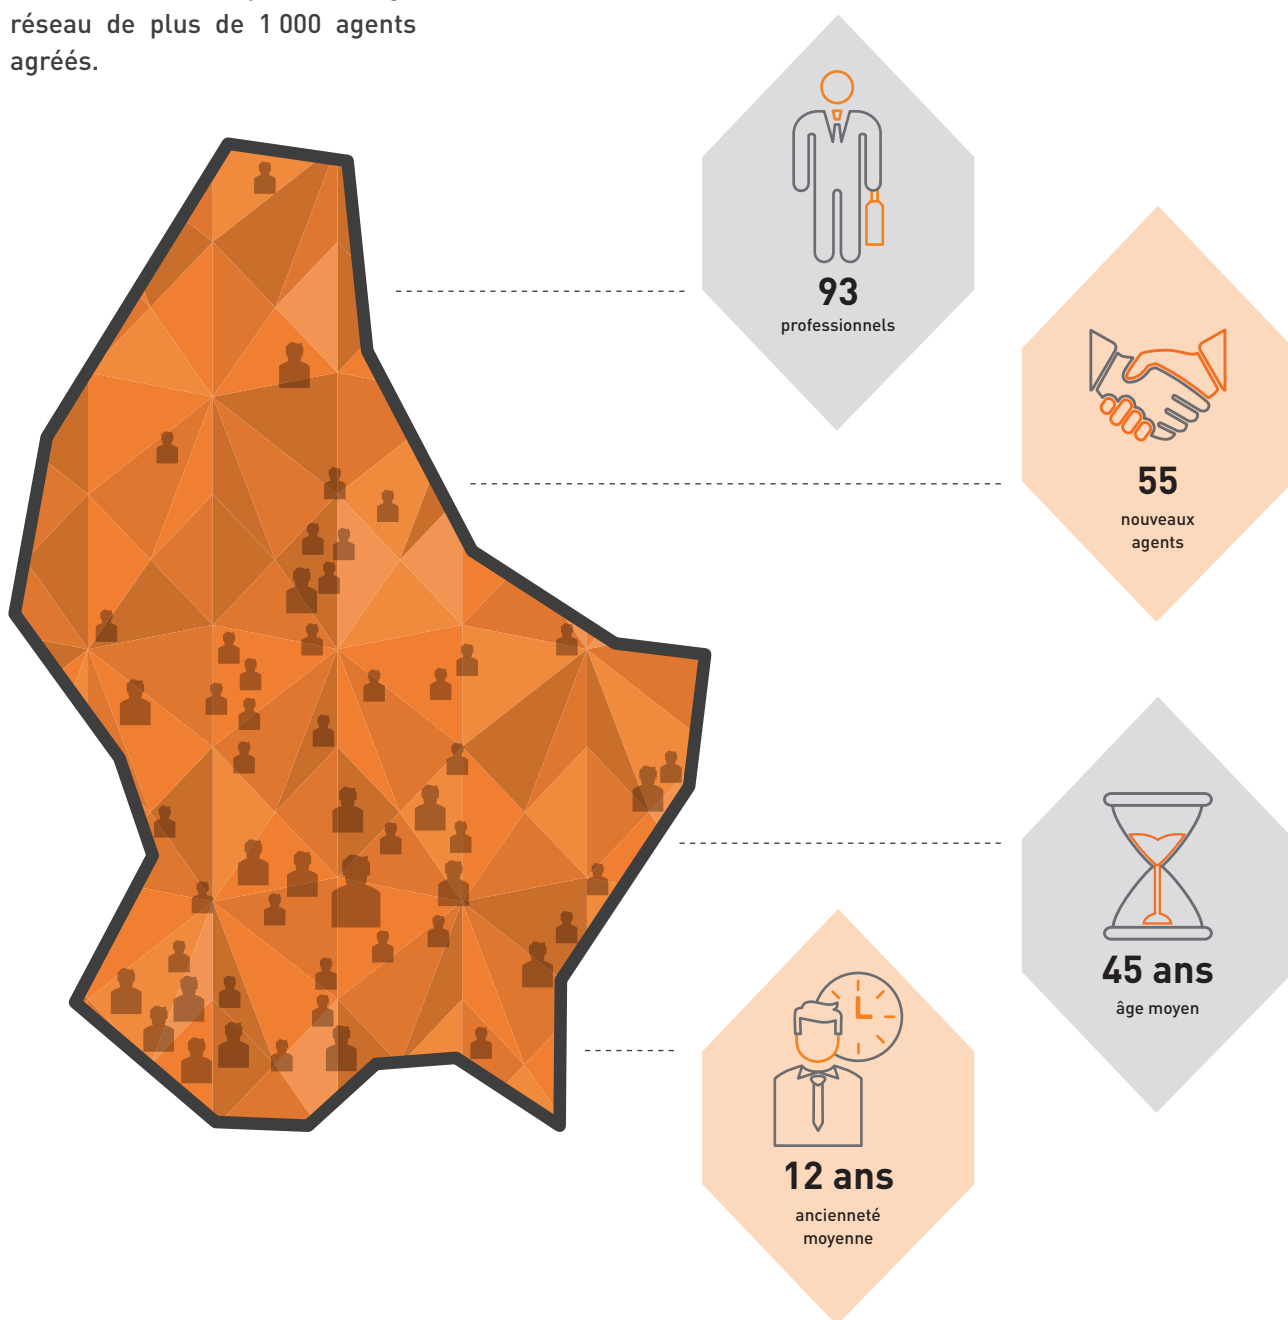 réseau de plus de 1 000 agents
agréés.
93
professionnels
55
nouveaux
agents
45 ans
âge moyen
12 ans
ancienneté
moyenne